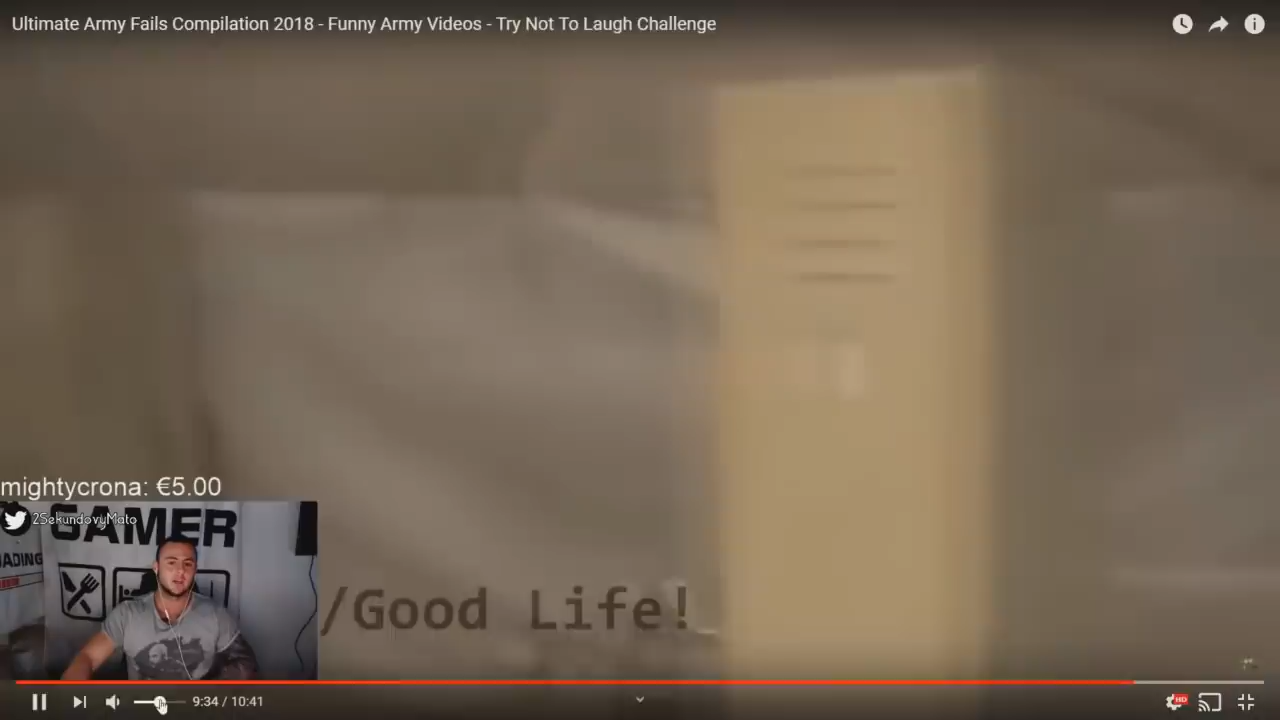 Ultimate Army Fails Compilation 2018 - Funny Army Videos - Try Not To Laugh Challenge
mightycrona: €5.00
2SekundovyMato
GAMER
/Good Life!
9:34 / 10:41
HD